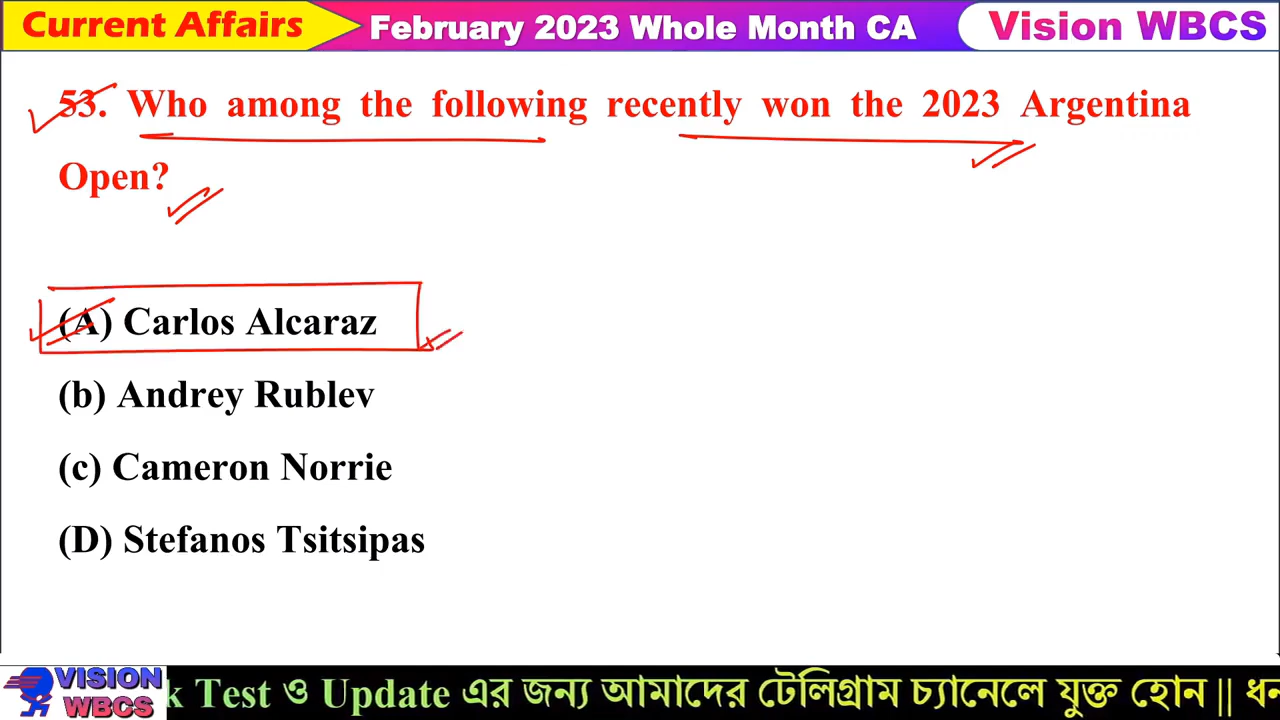 Current Affairs
February 2023 Whole Month CA
Vision WBCS
53. Who among the following recently won the 2023 Argentina
Open?
(A) Carlos Alcaraz
(b) Andrey Rublev
(c) Cameron Norrie
(D) Stefanos Tsitsipas
VISION
WBCS
k Test ও Update এর জন্য আমাদের টেলিগ্রাম চ্যানেলে যুক্ত হোন || ধন